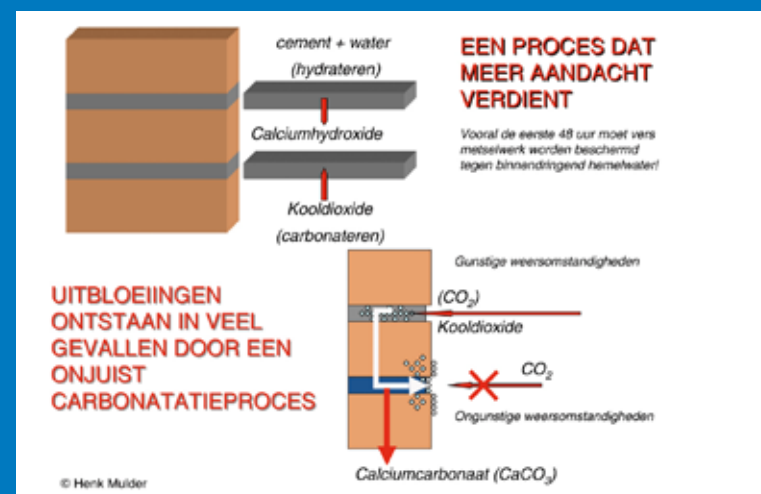 cement + water
(hydrateren)
Calciumhydroxide
Kooldioxide
(carbonateren)
EEN PROCES DAT
MEER AANDACHT
VERDIENT
Vooral de eerste 48 uur moet vers
metselwerk worden beschermd
tegen binnendringend hemelwater!
UITBLOEIINGEN
ONTSTAAN IN VEEL
GEVALLEN DOOR EEN
ONJUIST
CARBONATATIEPROCES
Gunstige weersomstandigheden
(CO₂)
Kooldioxide
CO₂
Ongunstige weersomstandigheden
Calciumcarbonaat (CaCO₃)
© Henk Mulder